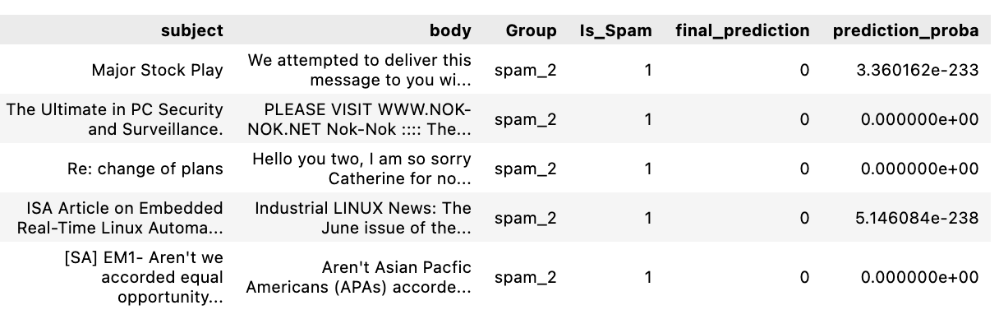 subject body Group Is_Spam final_prediction prediction_proba
Major Stock Play We attempted to deliver this message to you wi... spam_2 1 0 3.360162e-233
The Ultimate in PC Security and Surveillance. PLEASE VISIT WWW.NOK-NOK.NET Nok-Nok :::: The... spam_2 1 0 0.000000e+00
Re: change of plans Hello you two, I am so sorry Catherine for no... spam_2 1 0 0.000000e+00
ISA Article on Embedded Real-Time Linux Automa... Industrial LINUX News: The June issue of the... spam_2 1 0 5.146084e-238
[SA] EM1- Aren't we accorded equal opportunity... Aren't Asian Pacfic Americans (APAs) accorde... spam_2 1 0 0.000000e+00